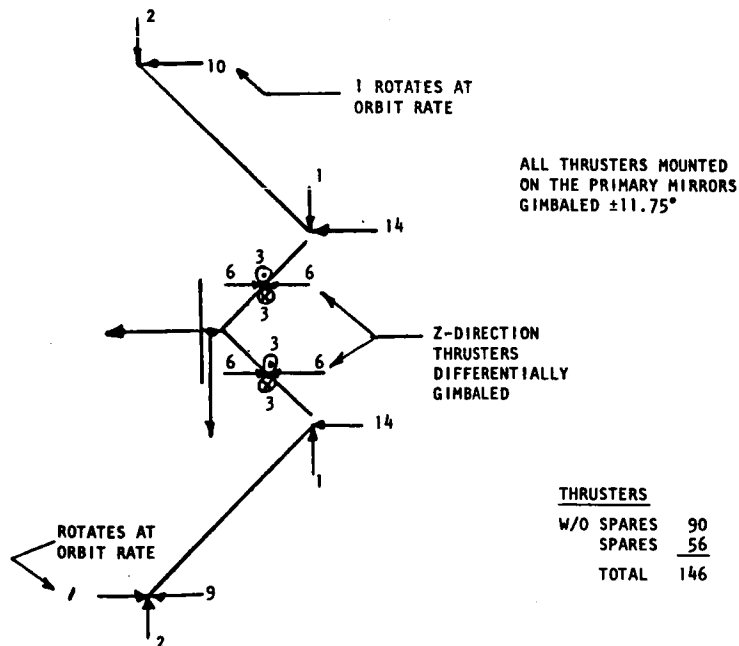 2
10
1 ROTATES AT
ORBIT RATE
1
ALL THRUSTERS MOUNTED
ON THE PRIMARY MIRRORS
GIMBALED ±11.75°
14
3
6 6
3
Z-DIRECTION
THRUSTERS
DIFFERENTIALLY
GIMBALED
3
6 6
3
14
1
THRUSTERS
W/O SPARES 90
SPARES 56
TOTAL 146
ROTATES AT
ORBIT RATE
1 9
2